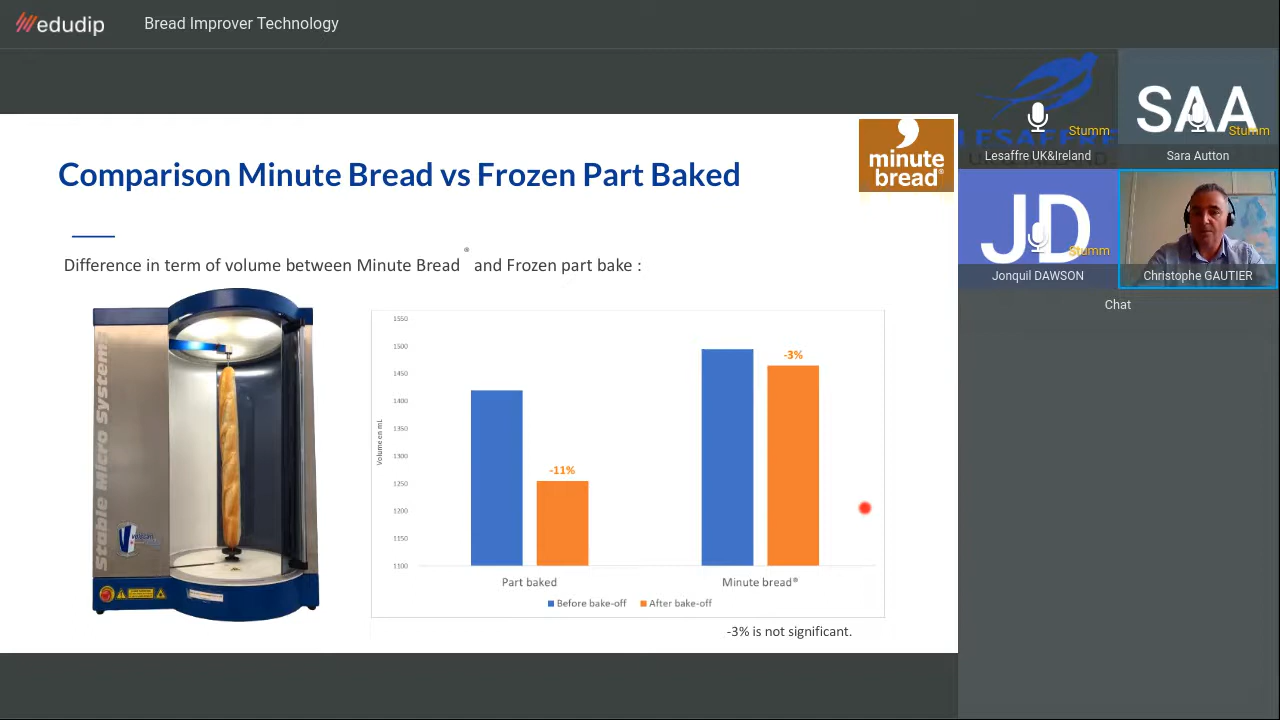 edudip
Bread Improver Technology
Comparison Minute Bread vs Frozen Part Baked
minute
bread®
Difference in term of volume between Minute Bread® and Frozen part bake :
Stable Micro Systems
1550
1500
1450
1400
1350
1300
1250
1200
1150
1100
Volume en mL
-11%
-3%
Part baked
Minute bread®
Before bake-off
After bake-off
-3% is not significant.
LESAFFRE
Stumm
Lesaffre UK&Ireland
SAA
Stumm
Sara Autton
JD
Stumm
Jonquil DAWSON
Christophe GAUTIER
Chat